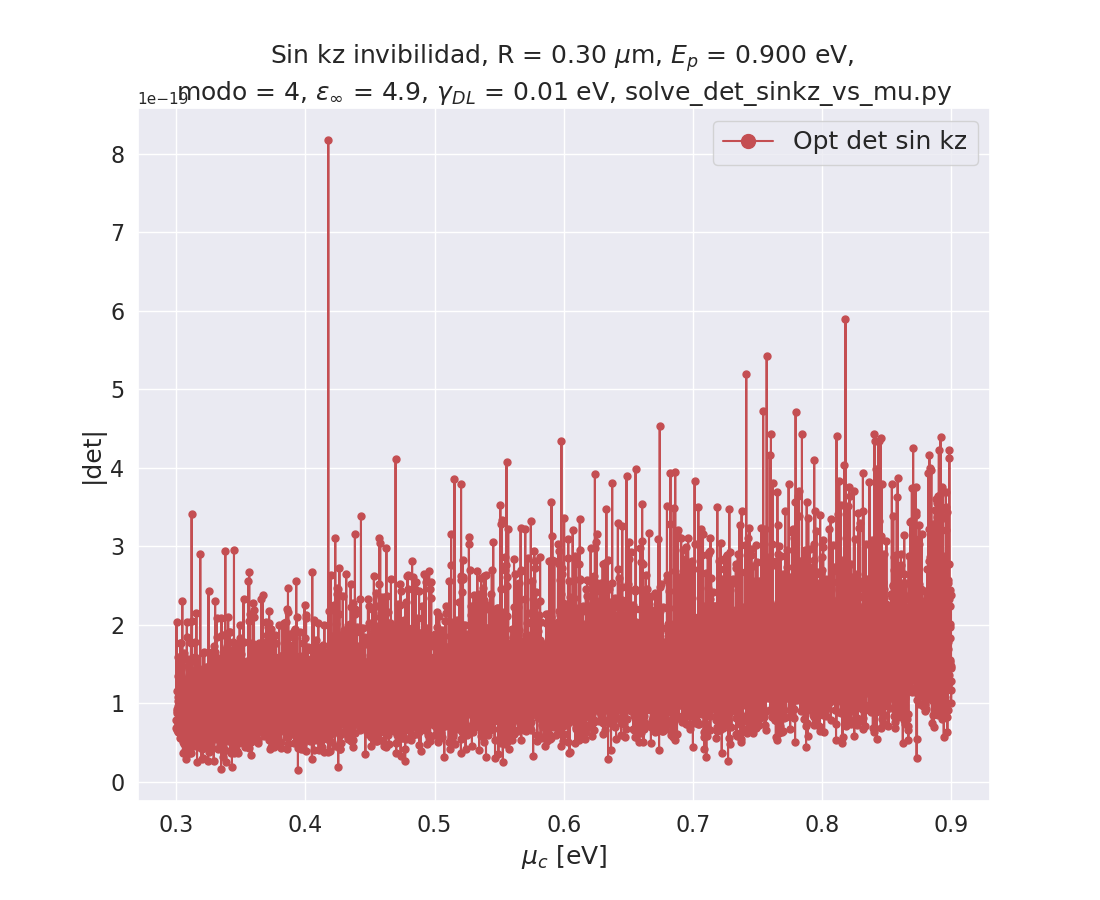 Sin kz invibilidad, R = 0.30 μm, E_p = 0.900 eV,
modo = 4, ε_∞ = 4.9, γ_DL = 0.01 eV, solve_det_sinkz_vs_mu.py
1e−19
Opt det sin kz
8
7
6
5
4
3
2
1
0
|det|
0.3 0.4 0.5 0.6 0.7 0.8 0.9
μ_c [eV]